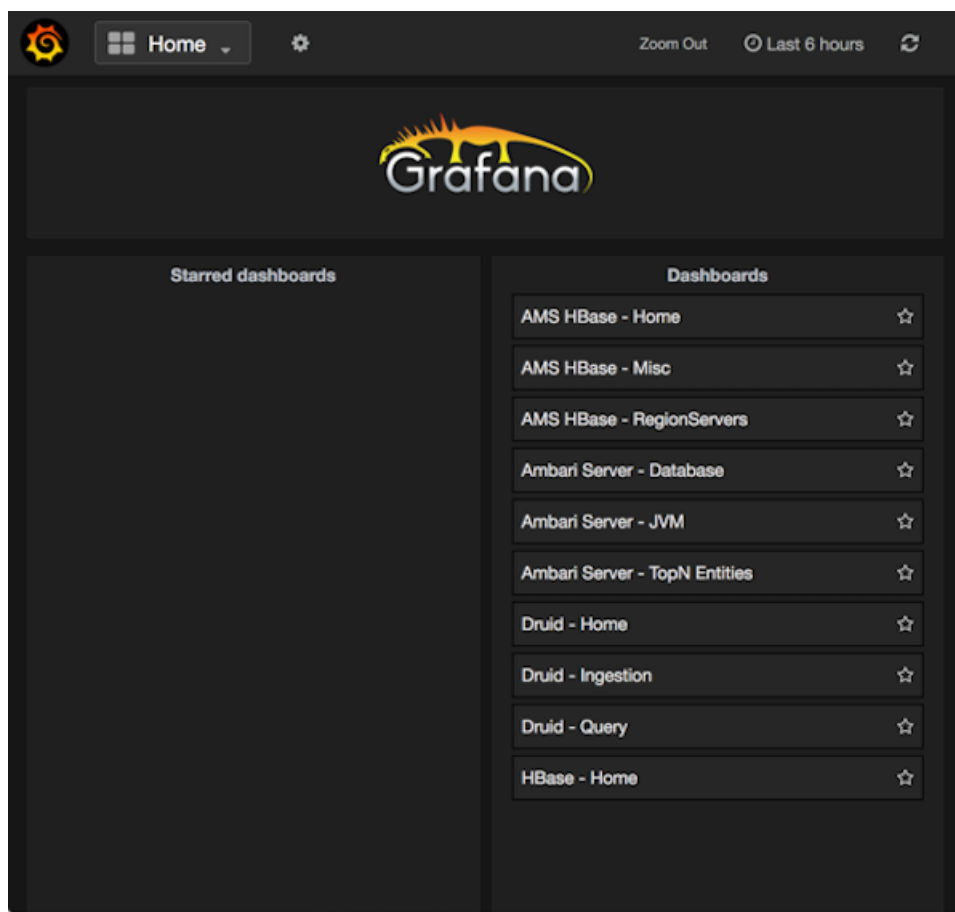 Home
Zoom Out
Last 6 hours
Grafana
Starred dashboards
Dashboards
AMS HBase - Home
AMS HBase - Misc
AMS HBase - RegionServers
Ambari Server - Database
Ambari Server - JVM
Ambari Server - TopN Entities
Druid - Home
Druid - Ingestion
Druid - Query
HBase - Home